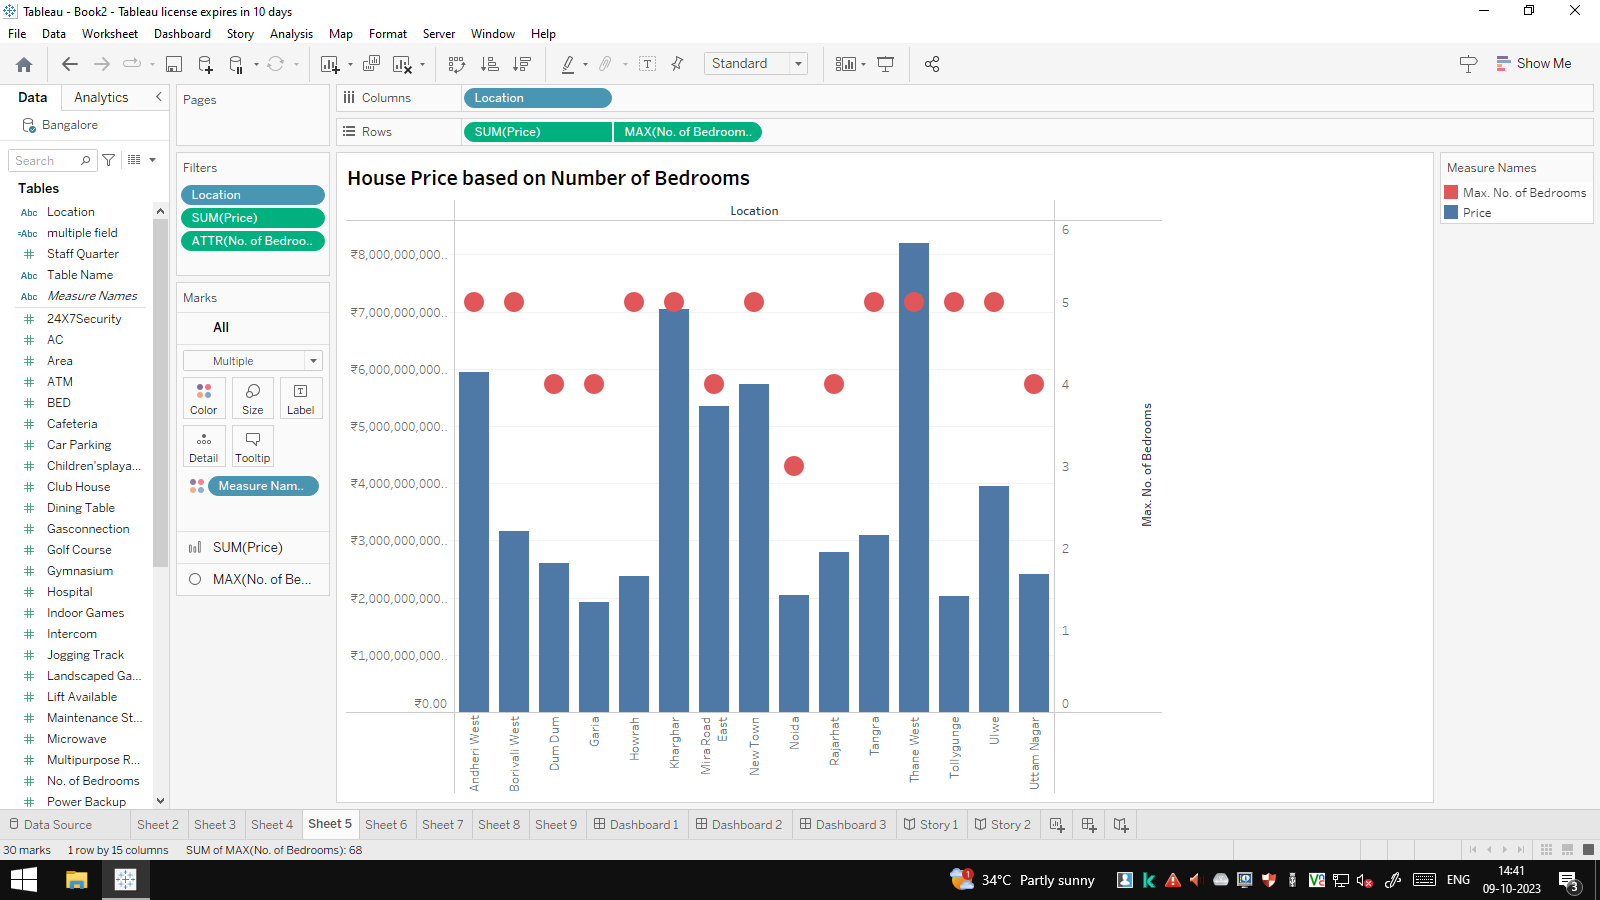 Tableau - Book2 - Tableau license expires in 10 days
File Data Worksheet Dashboard Story Analysis Map Format Server Window Help
Standard
Show Me
Data Analytics
Bangalore
Search
Tables
Abc Location
=Abc multiple field
# Staff Quarter
Abc Table Name
Abc Measure Names
# 24X7Security
# AC
# Area
# ATM
# BED
# Cafeteria
# Car Parking
# Children'splaya...
# Club House
# Dining Table
# Gasconnection
# Golf Course
# Gymnasium
# Hospital
# Indoor Games
# Intercom
# Jogging Track
# Landscaped Ga...
# Lift Available
# Maintenance St...
# Microwave
# Multipurpose R...
# No. of Bedrooms
# Power Backup
Pages
Filters
Location
SUM(Price)
ATTR(No. of Bedroo..
Marks
All
Multiple
Color Size Label
Detail Tooltip
Measure Nam..
SUM(Price)
MAX(No. of Be...
Columns Location
Rows SUM(Price) MAX(No. of Bedroom..
House Price based on Number of Bedrooms
Location
₹8,000,000,000..
₹7,000,000,000..
₹6,000,000,000..
₹5,000,000,000..
₹4,000,000,000..
₹3,000,000,000..
₹2,000,000,000..
₹1,000,000,000..
₹0.00
6
5
4
3
2
1
0
Max. No. of Bedrooms
Andheri West
Borivali West
Dum Dum
Garia
Howrah
Kharghar
Mira Road
East
New Town
Noida
Rajarhat
Tangra
Thane West
Tollygunge
Ulwe
Uttam Nagar
Measure Names
Max. No. of Bedrooms
Price
Data Source Sheet 2 Sheet 3 Sheet 4 Sheet 5 Sheet 6 Sheet 7 Sheet 8 Sheet 9 Dashboard 1 Dashboard 2 Dashboard 3 Story 1 Story 2
30 marks 1 row by 15 columns SUM of MAX(No. of Bedrooms): 68
1 34°C Partly sunny ENG 14:41
09-10-2023
3